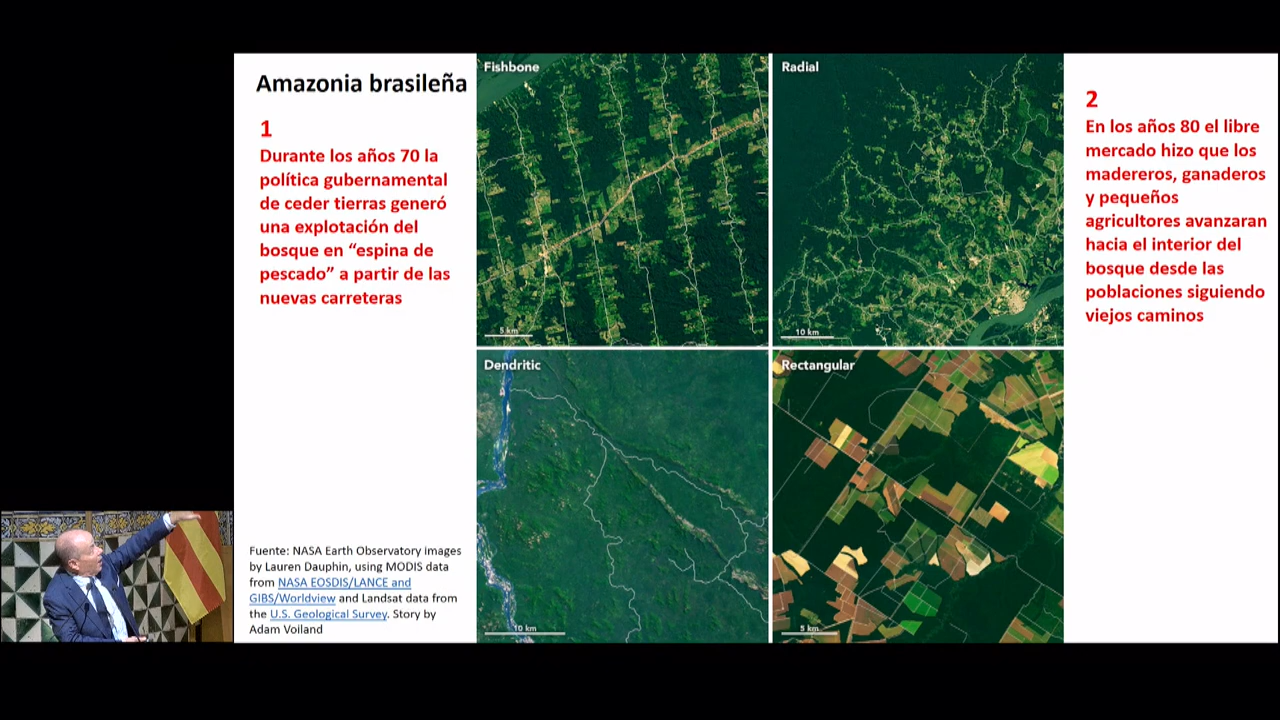 Amazonia brasileña
1
Durante los años 70 la
política gubernamental
de ceder tierras generó
una explotación del
bosque en “espina de
pescado” a partir de las
nuevas carreteras
Fuente: NASA Earth Observatory images
by Lauren Dauphin, using MODIS data
from NASA EOSDIS/LANCE and
GIBS/Worldview and Landsat data from
the U.S. Geological Survey. Story by
Adam Voiland
Fishbone
5 km
Radial
10 km
Dendritic
10 km
Rectangular
5 km
2
En los años 80 el libre
mercado hizo que los
madereros, ganaderos
y pequeños
agricultores avanzaran
hacia el interior del
bosque desde las
poblaciones siguiendo
viejos caminos